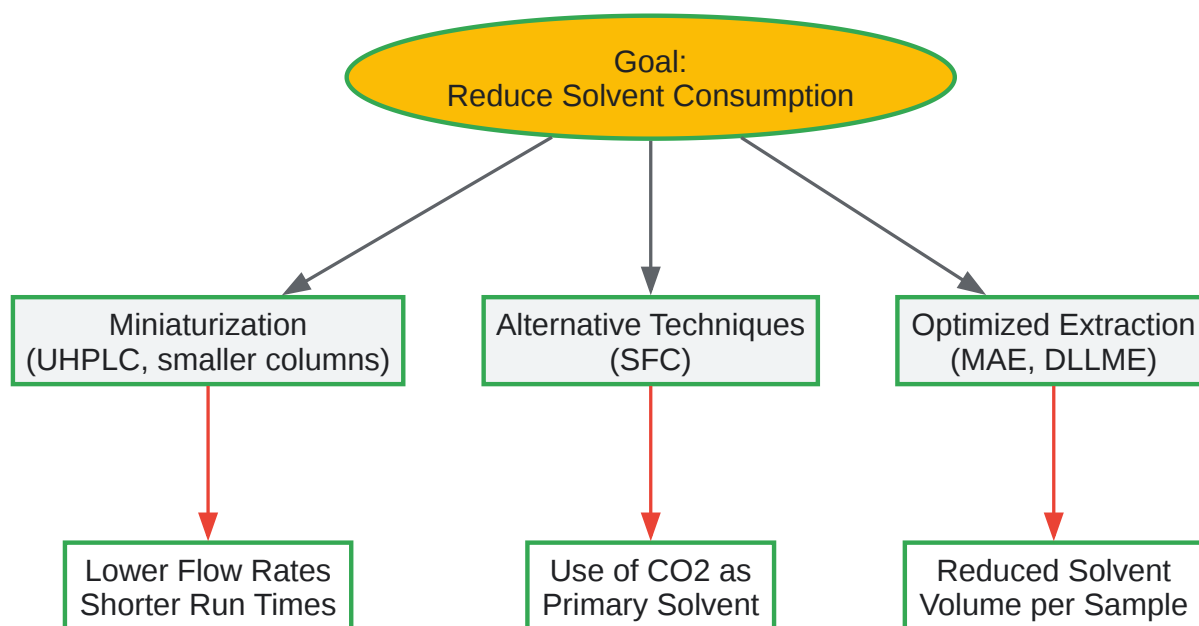 Goal:
Reduce Solvent Consumption
Miniaturization
(UHPLC, smaller columns)
Alternative Techniques
(SFC)
Optimized Extraction
(MAE, DLLME)
Lower Flow Rates
Shorter Run Times
Use of CO2 as
Primary Solvent
Reduced Solvent
Volume per Sample